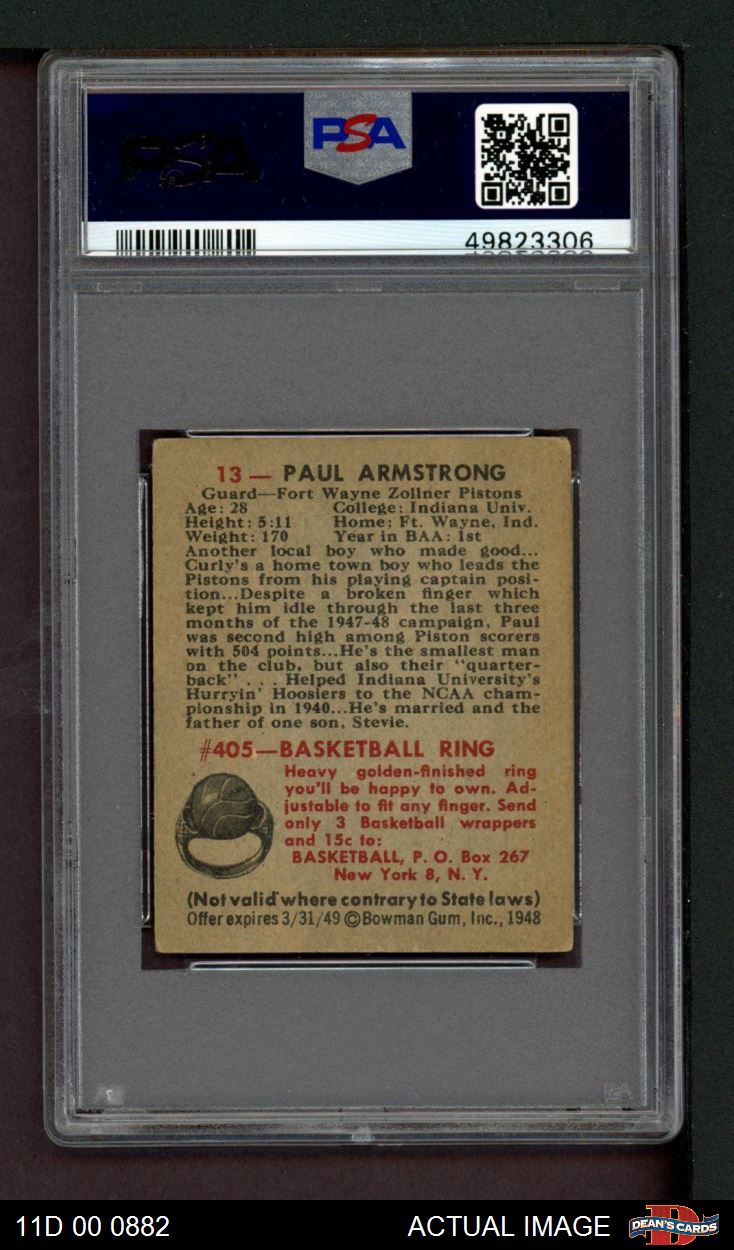 PSA
PSA
49823306
13 — PAUL ARMSTRONG
Guard—Fort Wayne Zollner Pistons
Age: 28 College: Indiana Univ.
Height: 5:11 Home: Ft. Wayne, Ind.
Weight: 170 Year in BAA: 1st
Another local boy who made good...
Curly's a home town boy who leads the
Pistons from his playing captain posi-
tion...Despite a broken finger which
kept him idle through the last three
months of the 1947-48 campaign, Paul
was second high among Piston scorers
with 504 points...He's the smallest man
on the club, but also their "quarter-
back" . . . Helped Indiana University's
Hurryin' Hoosiers to the NCAA cham-
pionship in 1940...He's married and the
father of one son, Stevie.
#405—BASKETBALL RING
Heavy golden-finished ring
you'll be happy to own. Ad-
justable to fit any finger. Send
only 3 Basketball wrappers
and 15c to:
BASKETBALL, P. O. Box 267
New York 8, N. Y.
(Not valid where contrary to State laws)
Offer expires 3/31/49 ©Bowman Gum, Inc., 1948
11D 00 0882 ACTUAL IMAGE DEAN'S CARDS